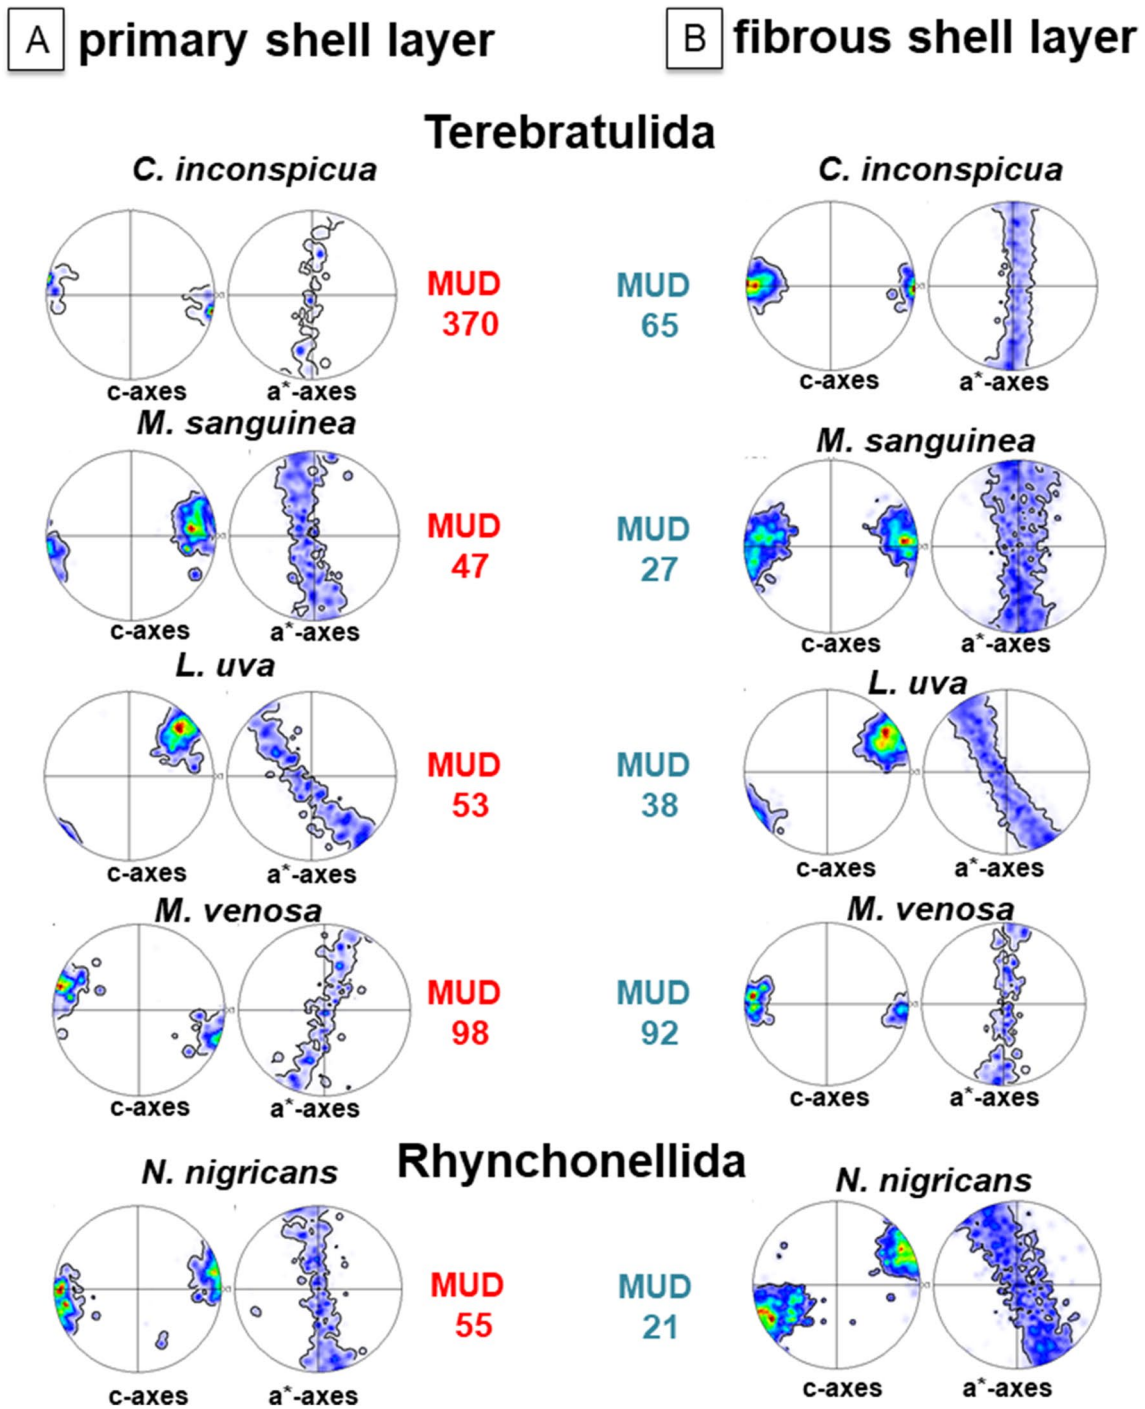 A primary shell layer
B fibrous shell layer
Terebratulida
C. inconspicua
C. inconspicua
MUD
370
MUD
65
c-axes
a*-axes
c-axes
a*-axes
M. sanguinea
M. sanguinea
MUD
47
MUD
27
c-axes
a*-axes
c-axes
a*-axes
L. uva
L. uva
MUD
53
MUD
38
c-axes
a*-axes
c-axes
a*-axes
M. venosa
M. venosa
MUD
98
MUD
92
c-axes
a*-axes
c-axes
a*-axes
Rhynchonellida
N. nigricans
N. nigricans
MUD
55
MUD
21
c-axes
a*-axes
c-axes
a*-axes